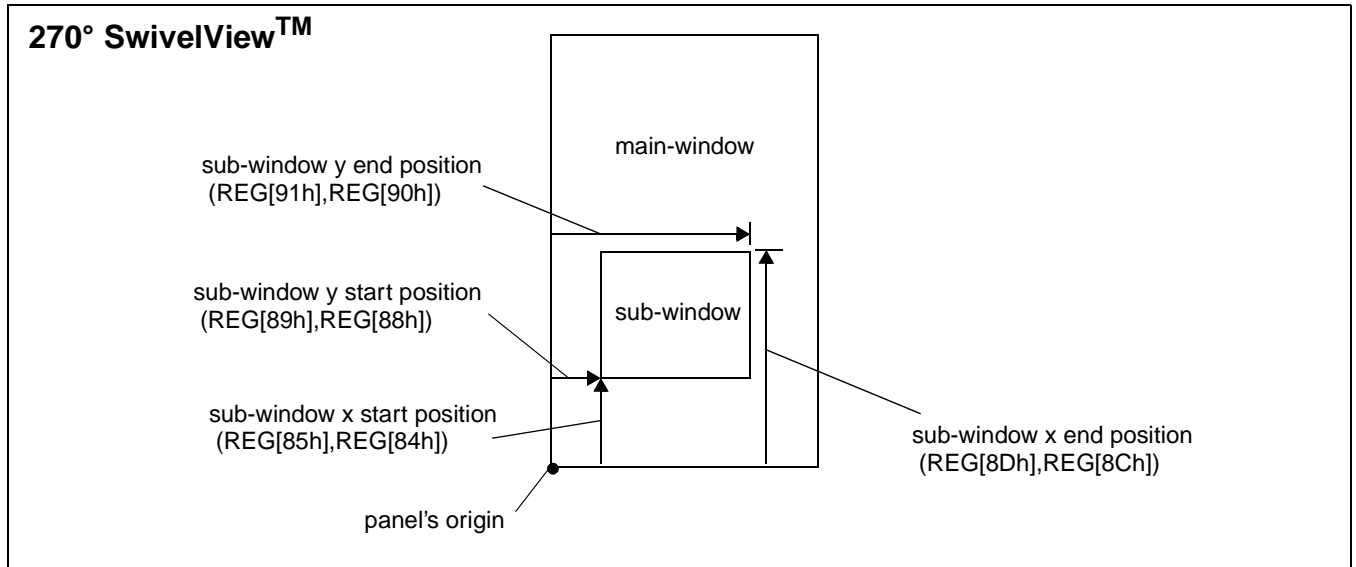 270° SwivelView™
main-window
sub-window y end position
(REG[91h],REG[90h])
sub-window y start position
(REG[89h],REG[88h])
sub-window
sub-window x start position
(REG[85h],REG[84h])
sub-window x end position
(REG[8Dh],REG[8Ch])
panel's origin